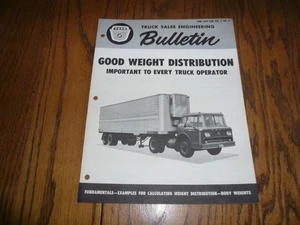 TRUCK SALES ENGINEERING
Bulletin
GOOD WEIGHT DISTRIBUTION
IMPORTANT TO EVERY TRUCK OPERATOR
FUNDAMENTALS—EXAMPLES FOR CALCULATING WEIGHT DISTRIBUTION—BODY WEIGHTS